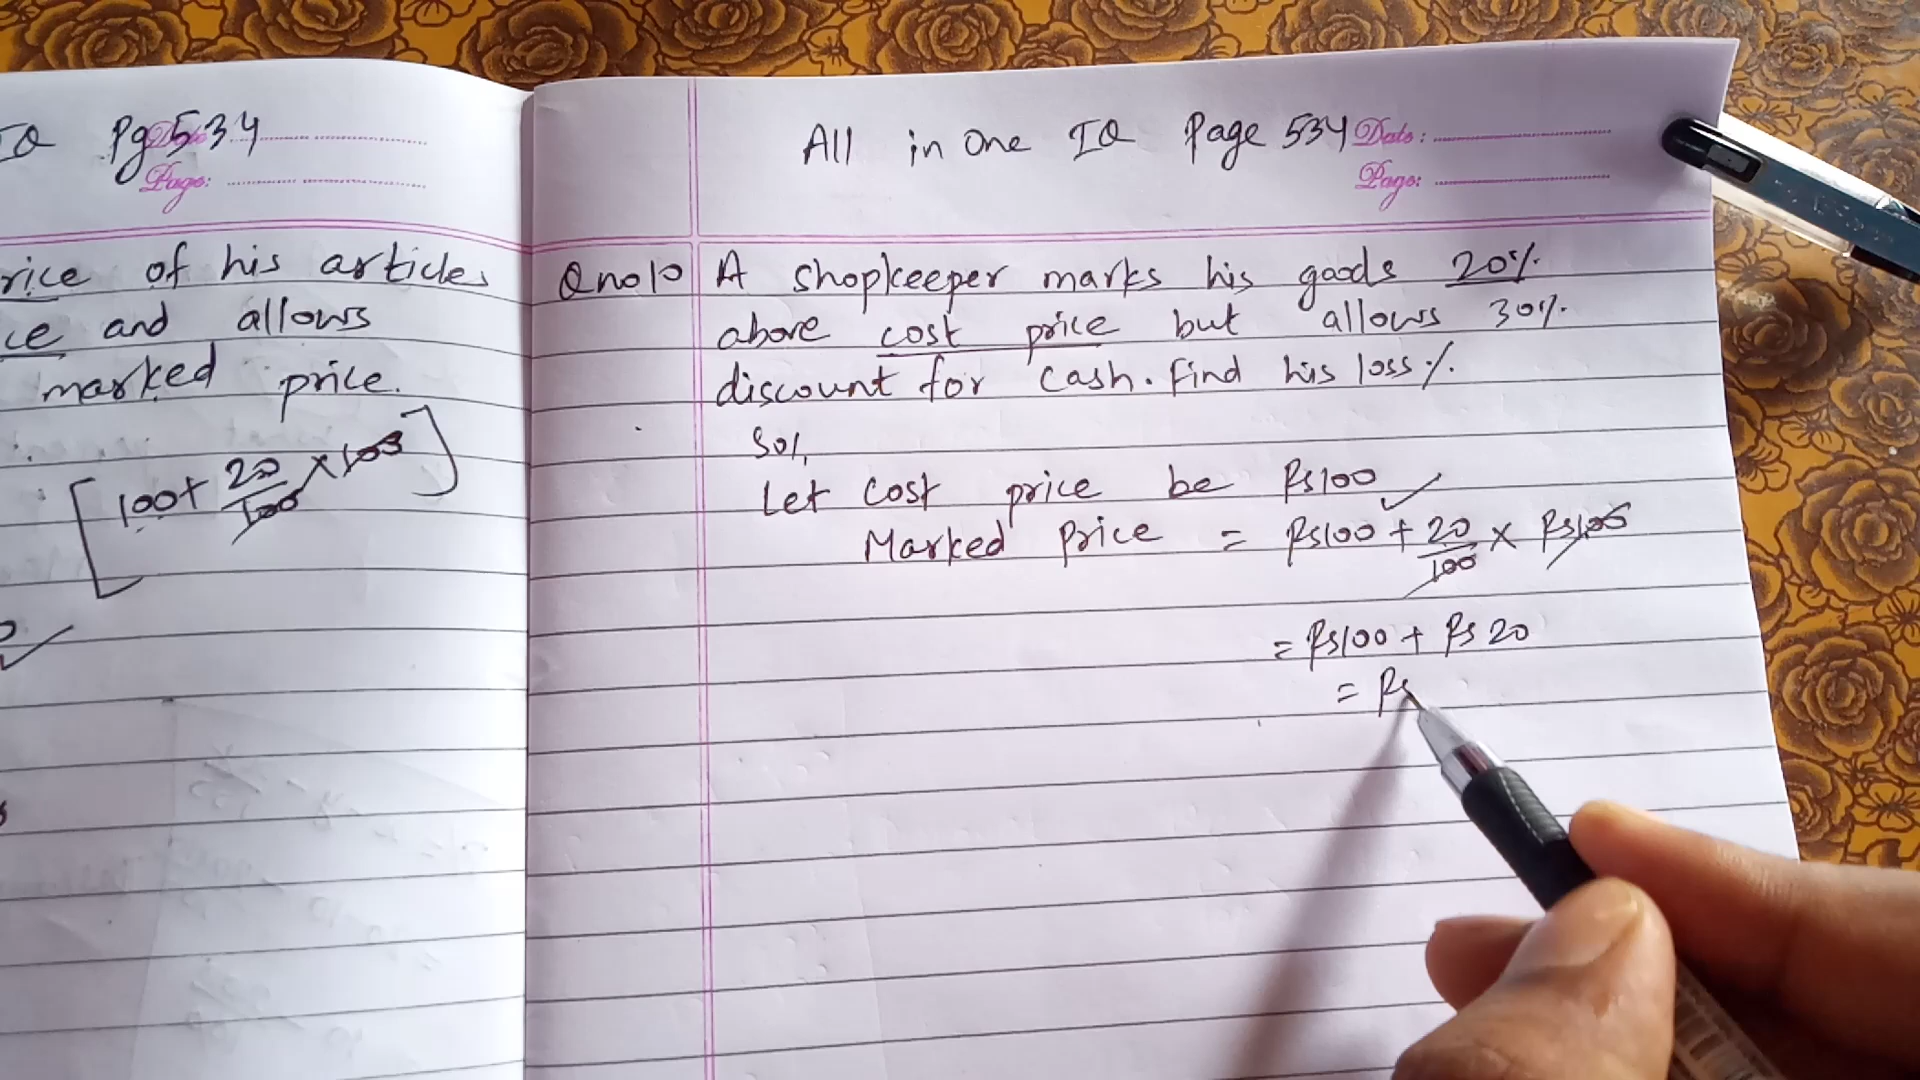 Pg 534
Date:
Page:
rice of his articles
ce and allows
marked price.
[100+ 20/100 × 100]
All in One IQ Page 534
Date:
Page:
Qno10 A Shopkeeper marks his goods 20%
above cost price but allows 30%
discount for cash. Find his loss%.
Sol,
Let cost price be Rs100
Marked Price = Rs100 + 20/100 × Rs100
= Rs100 + Rs 20
= Rs